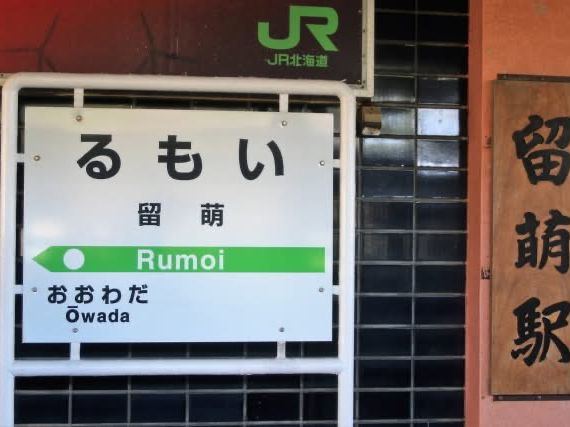 JR
JR北海道
るもい
留萌
Rumoi
おおわだ
Ōwada
留萌駅